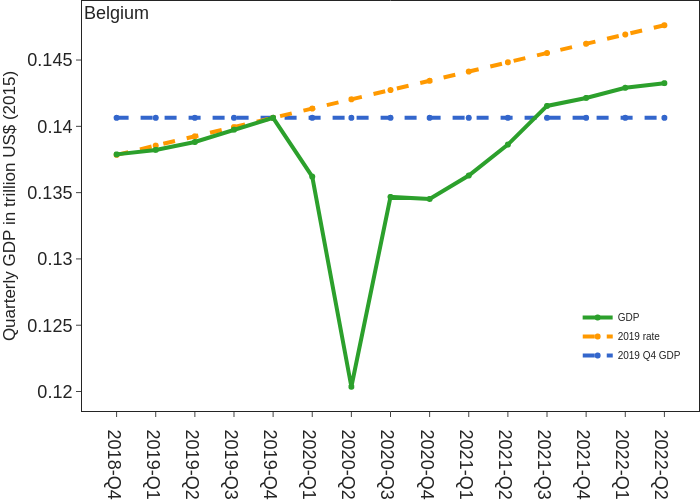 Belgium
Quarterly GDP in trillion US$ (2015)
0.145
0.14
0.135
0.13
0.125
0.12
GDP
2019 rate
2019 Q4 GDP
2018-Q4
2019-Q1
2019-Q2
2019-Q3
2019-Q4
2020-Q1
2020-Q2
2020-Q3
2020-Q4
2021-Q1
2021-Q2
2021-Q3
2021-Q4
2022-Q1
2022-Q2